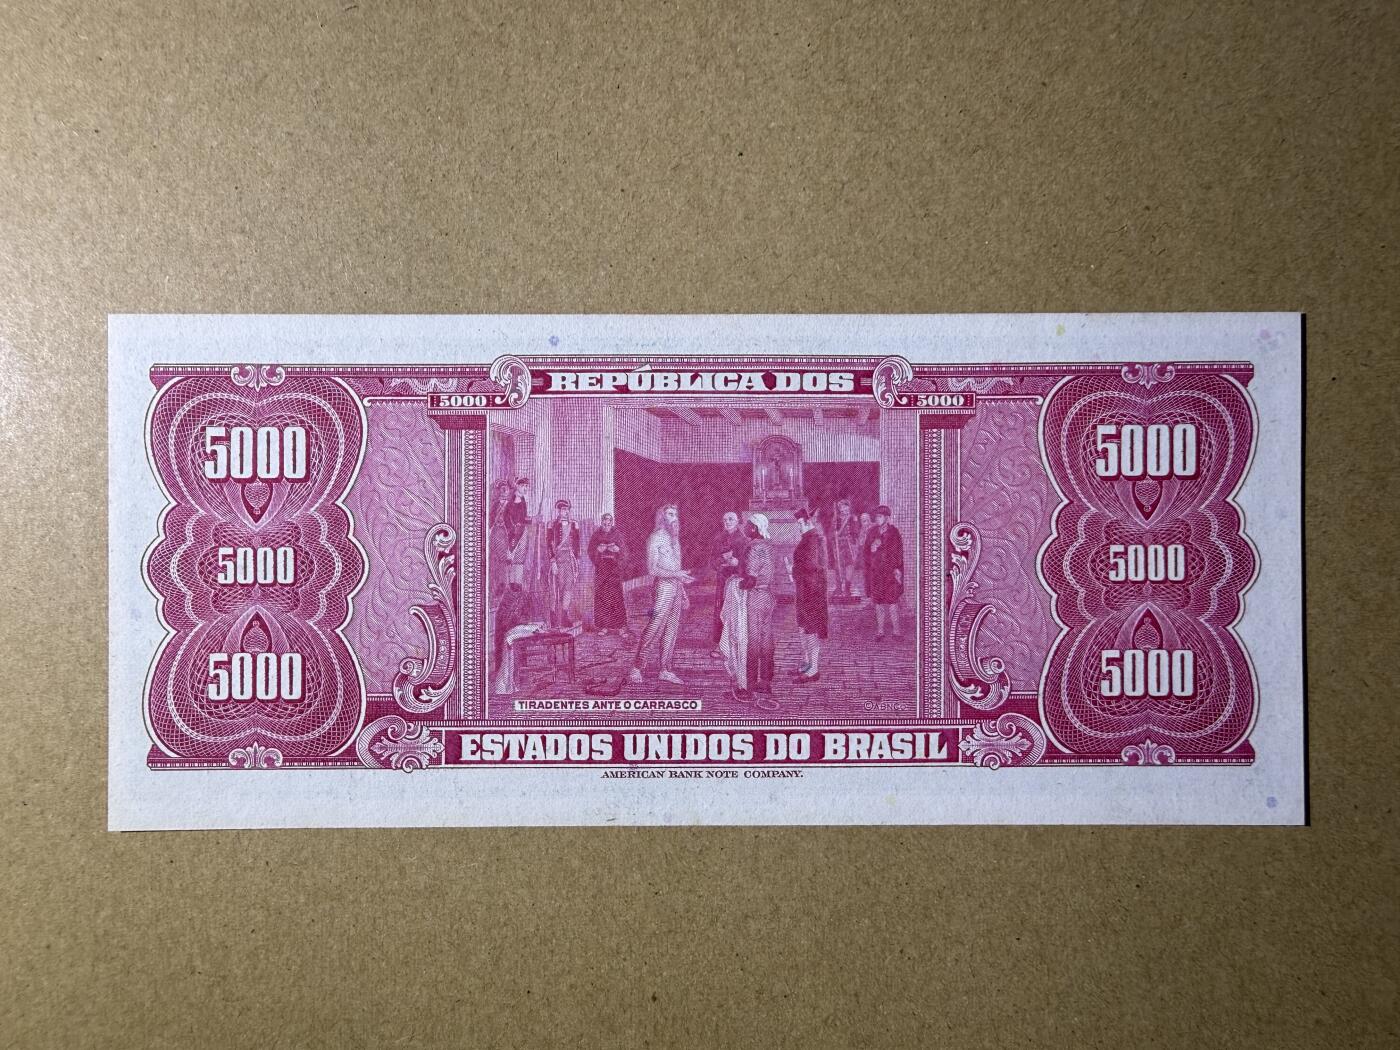 REPÚBLICA DOS
5000 5000
5000 5000
5000 5000
5000 5000
TIRADENTES ANTE O CARRASCO
©ABNCo
ESTADOS UNIDOS DO BRASIL
AMERICAN BANK NOTE COMPANY.